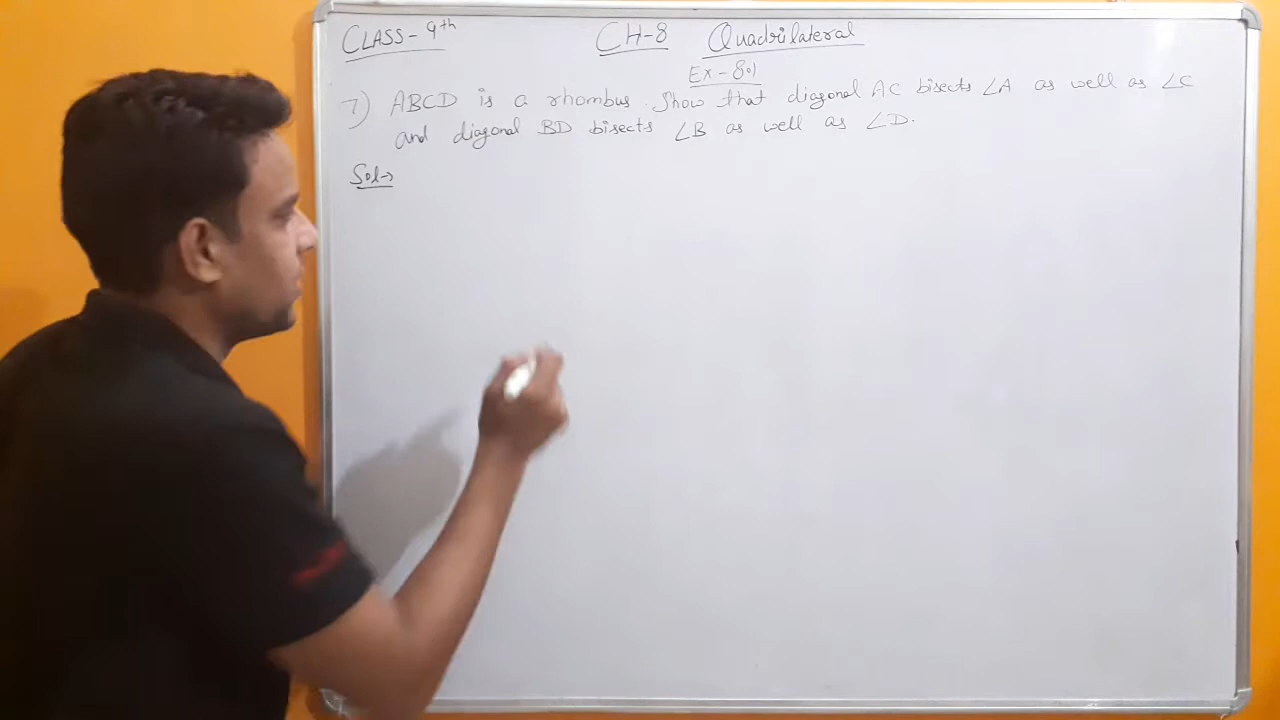 CLASS- 9th
CH-8 Quadrilateral
Ex-8.1
7) ABCD is a rhombus. Show that diagonal AC bisects ∠A as well as ∠C
and diagonal BD bisects ∠B as well as ∠D.
Sol→